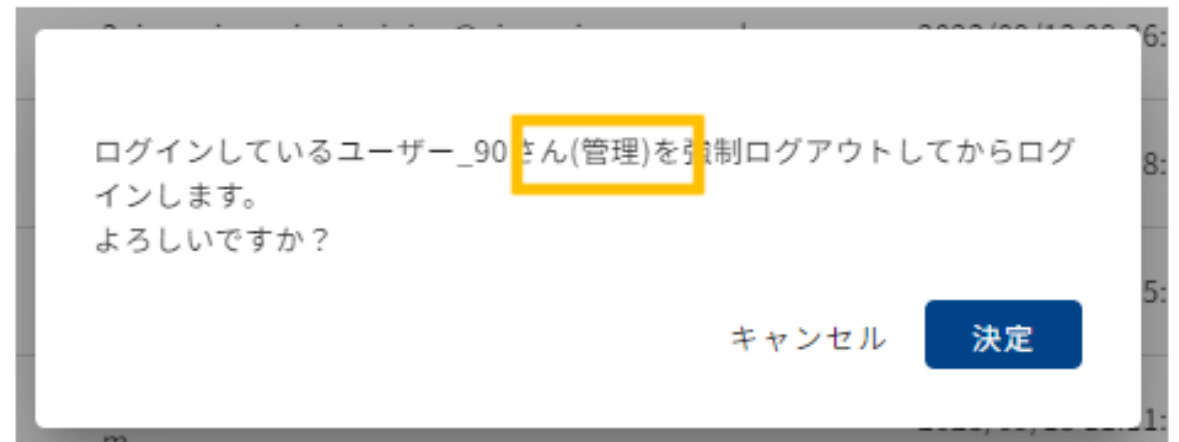 ログインしているユーザー_90さん(管理)を強制ログアウトしてからログ
インします。
よろしいですか？
キャンセル
決定